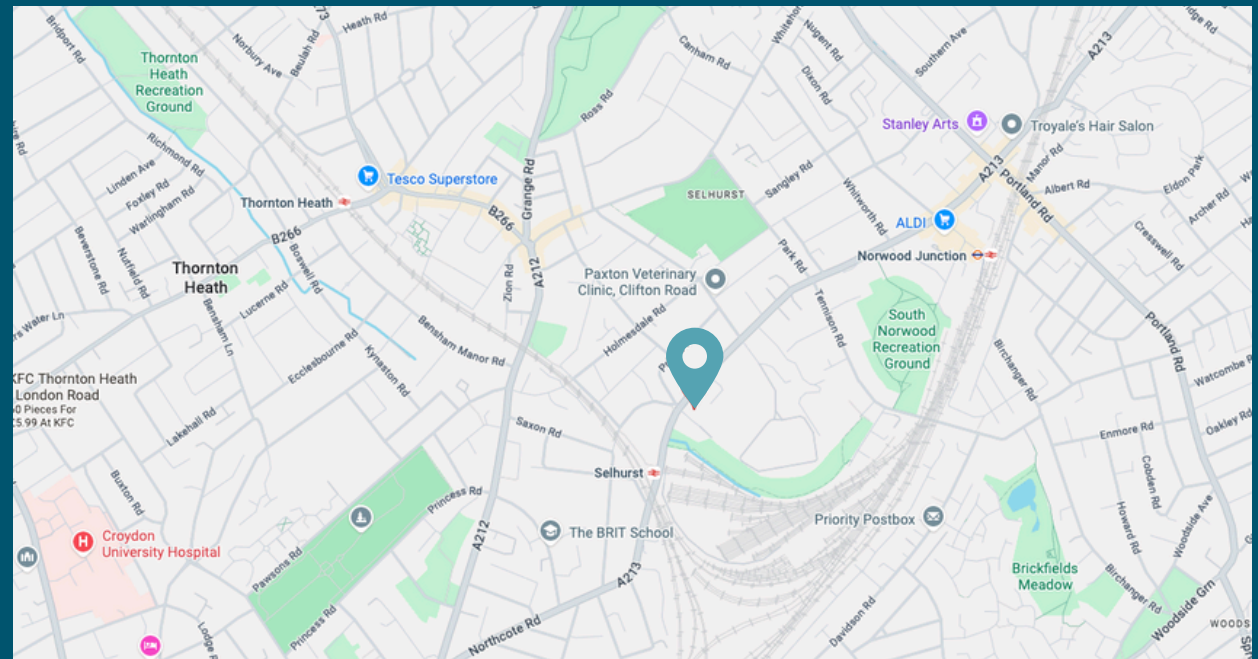 Bridport Rd
Heath Rd
Norbury Ave
Beulah Rd
Canham Rd
Nugent Rd
Southern Ave
A213
Thornton
Heath
Recreation
Ground
Dixon Rd
Ross Rd
Stanley Arts
Troyale's Hair Salon
Richmond Rd
Linden Ave
Foxley Rd
Warlingham Rd
Tesco Superstore
Grange Rd
SELHURST
Sangley Rd
A213
Manor Rd
Portland Rd
Albert Rd
Eldon Park
Archer Rd
Thornton Heath
B266
B266
Whitworth Rd
ALDI
Norwood Junction
Cresswell Rd
Beverstone Rd
Nutfield Rd
Boswell Rd
Thornton
Heath
Zion Rd
A212
Paxton Veterinary
Clinic, Clifton Road
Park Rd
Tennison Rd
Lucerne Rd
Bensham Ln
Holmesdale Rd
South
Norwood
Recreation
Ground
Portland Rd
Bensham Manor Rd
Ecclesbourne Rd
Kynaston Rd
Birchanger Rd
KFC Thornton Heath
London Road
Lakehall Rd
Saxon Rd
Enmore Rd
Oakley Rd
Buxton Rd
Selhurst
Cobden Rd
Howard Rd
Woodside Ave
Princess Rd
A212
The BRIT School
Priority Postbox
Croydon
University Hospital
Pawsons Rd
A213
Brickfields
Meadow
Birchanger Rd
Woodside Grn
Princess Rd
Northcote Rd
Davidson Rd